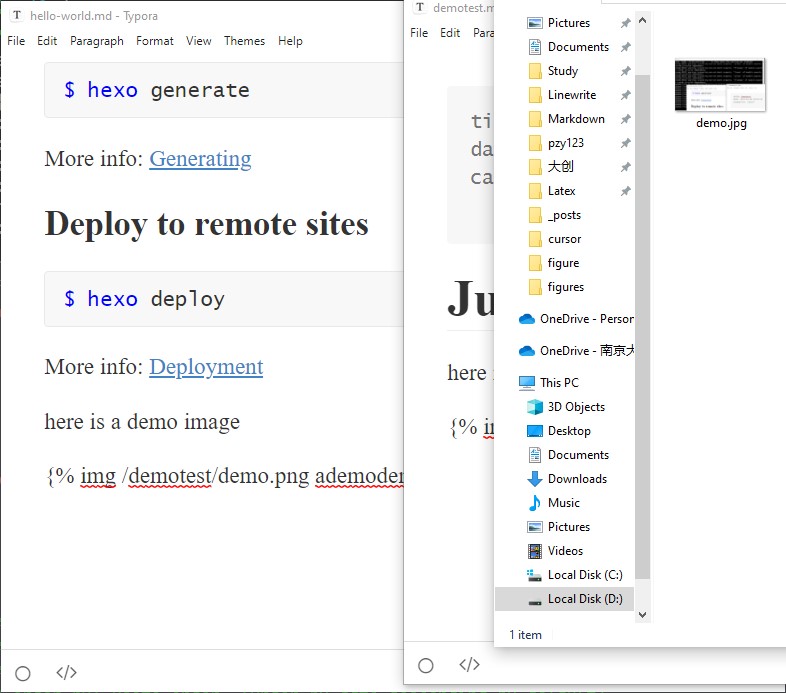 hello-world.md - Typora
File Edit Paragraph Format View Themes Help
$ hexo generate
More info: Generating
Deploy to remote sites
$ hexo deploy
More info: Deployment
here is a demo image
{% img /demotest/demo.png ademoder
demotest.m
File Edit Para
ti
da
ca
Ju
here
{% i
Pictures
Documents
Study
Linewrite
Markdown
pzy123
大创
Latex
_posts
cursor
figure
figures
OneDrive - Person
OneDrive - 南京大
This PC
3D Objects
Desktop
Documents
Downloads
Music
Pictures
Videos
Local Disk (C:)
Local Disk (D:)
1 item
demo.jpg